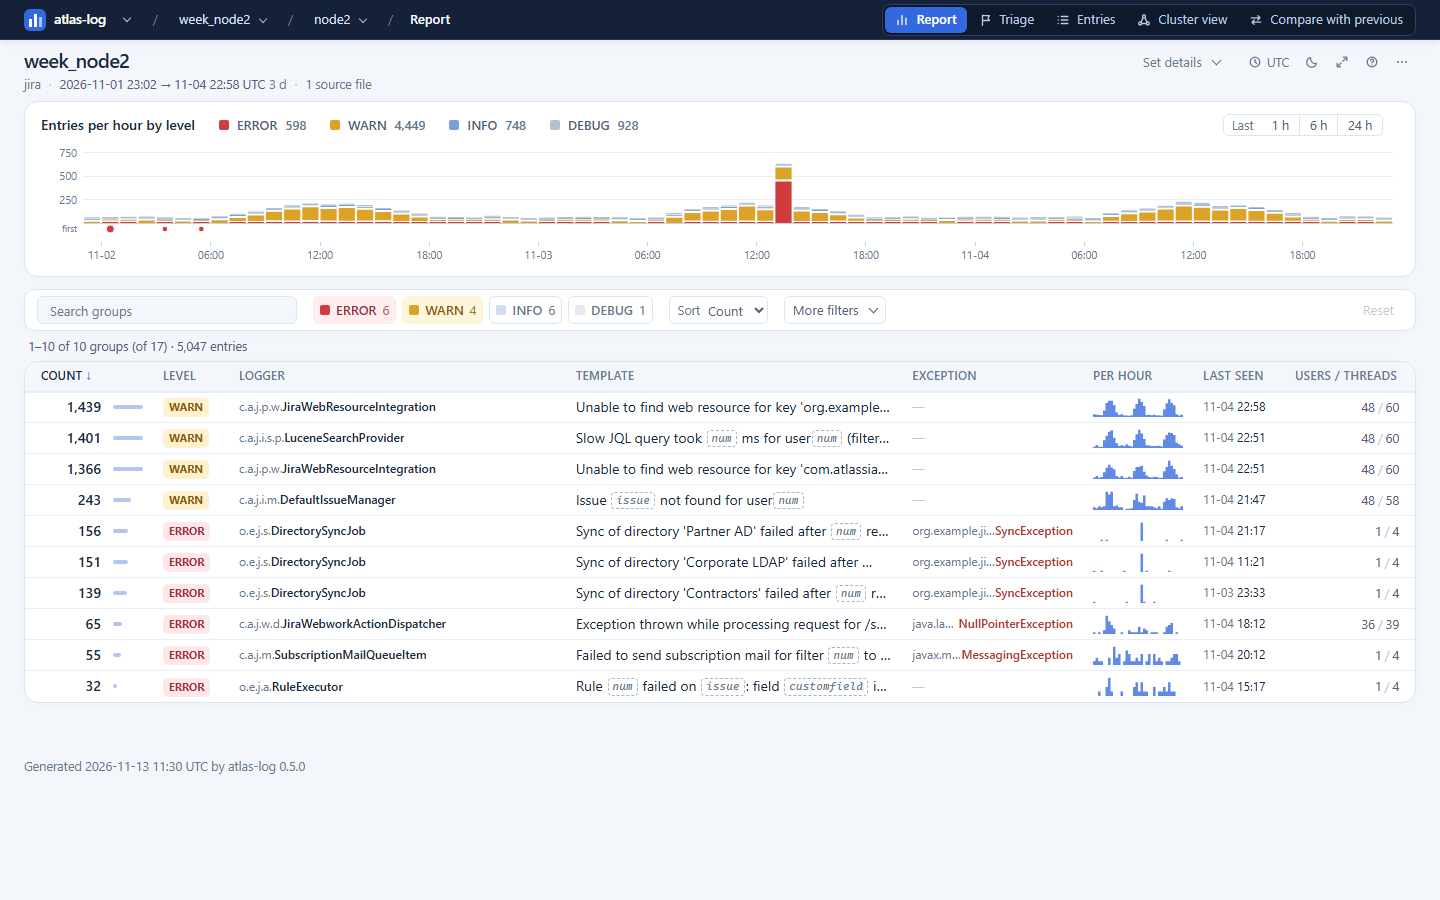 atlas-log / week_node2 / node2 / Report
Report Triage Entries Cluster view Compare with previous
week_node2
Set details UTC
jira · 2026-11-01 23:02 → 11-04 22:58 UTC 3 d · 1 source file
Entries per hour by level ERROR 598 WARN 4,449 INFO 748 DEBUG 928
Last 1 h 6 h 24 h
750
500
250
first
11-02 06:00 12:00 18:00 11-03 06:00 12:00 18:00 11-04 06:00 12:00 18:00
Search groups ERROR 6 WARN 4 INFO 6 DEBUG 1 Sort Count More filters Reset
1–10 of 10 groups (of 17) · 5,047 entries
COUNT ↓ LEVEL LOGGER TEMPLATE EXCEPTION PER HOUR LAST SEEN USERS / THREADS
1,439 WARN c.a.j.p.w.JiraWebResourceIntegration Unable to find web resource for key 'org.example... — 11-04 22:58 48 / 60
1,401 WARN c.a.j.i.s.p.LuceneSearchProvider Slow JQL query took num ms for user num (filter... — 11-04 22:51 48 / 60
1,366 WARN c.a.j.p.w.JiraWebResourceIntegration Unable to find web resource for key 'com.atlassia... — 11-04 22:51 48 / 60
243 WARN c.a.j.i.m.DefaultIssueManager Issue issue not found for user num — 11-04 21:47 48 / 58
156 ERROR o.e.j.s.DirectorySyncJob Sync of directory 'Partner AD' failed after num re... org.example.ji...SyncException 11-04 21:17 1 / 4
151 ERROR o.e.j.s.DirectorySyncJob Sync of directory 'Corporate LDAP' failed after ... org.example.ji...SyncException 11-04 11:21 1 / 4
139 ERROR o.e.j.s.DirectorySyncJob Sync of directory 'Contractors' failed after num r... org.example.ji...SyncException 11-03 23:33 1 / 4
65 ERROR c.a.j.w.d.JiraWebworkActionDispatcher Exception thrown while processing request for /s... java.la... NullPointerException 11-04 18:12 36 / 39
55 ERROR c.a.j.m.SubscriptionMailQueueItem Failed to send subscription mail for filter num to ... javax.m...MessagingException 11-04 20:12 1 / 4
32 ERROR o.e.j.a.RuleExecutor Rule num failed on issue : field customfield i... — 11-04 15:17 1 / 4
Generated 2026-11-13 11:30 UTC by atlas-log 0.5.0